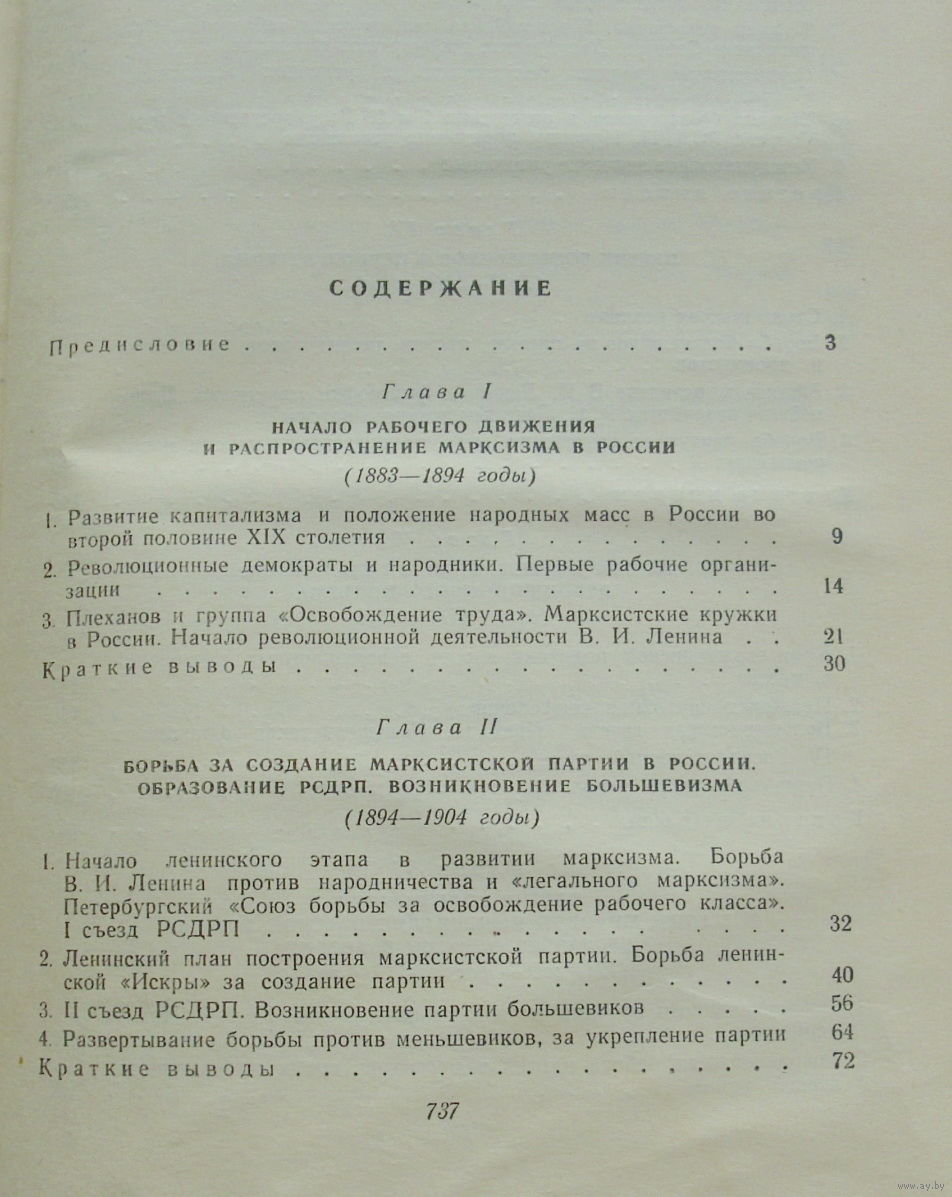 СОДЕРЖАНИЕ
Предисловие . . . . . . . . . . . . . . . . . . . . 3
Глава I
НАЧАЛО РАБОЧЕГО ДВИЖЕНИЯ
И РАСПРОСТРАНЕНИЕ МАРКСИЗМА В РОССИИ
(1883—1894 годы)
1. Развитие капитализма и положение народных масс в России во
второй половине XIX столетия . . . . . . . . . . . . . . 9
2. Революционные демократы и народники. Первые рабочие органи-
зации . . . . . . . . . . . . . . . . . . . . . . . 14
3. Плеханов и группа «Освобождение труда». Марксистские кружки
в России. Начало революционной деятельности В. И. Ленина . . 21
Краткие выводы . . . . . . . . . . . . . . . . . . 30
Глава II
БОРЬБА ЗА СОЗДАНИЕ МАРКСИСТСКОЙ ПАРТИИ В РОССИИ.
ОБРАЗОВАНИЕ РСДРП. ВОЗНИКНОВЕНИЕ БОЛЬШЕВИЗМА
(1894—1904 годы)
1. Начало ленинского этапа в развитии марксизма. Борьба
В. И. Ленина против народничества и «легального марксизма».
Петербургский «Союз борьбы за освобождение рабочего класса».
I съезд РСДРП . . . . . . . . . . . . . . . . . . 32
2. Ленинский план построения марксистской партии. Борьба ленин-
ской «Искры» за создание партии . . . . . . . . . . . . 40
3. II съезд РСДРП. Возникновение партии большевиков . . . . . 56
4. Развертывание борьбы против меньшевиков, за укрепление партии 64
Краткие выводы . . . . . . . . . . . . . . . . . . 72
737
www.ay.by